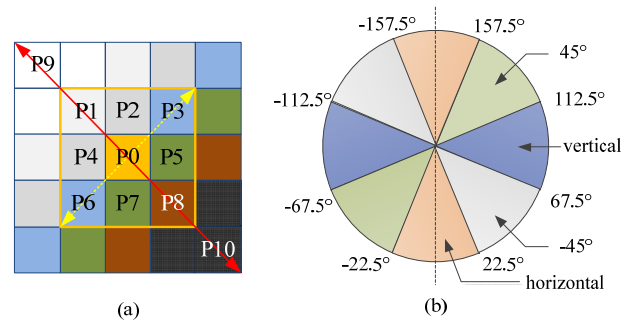 P9
P1 P2 P3
P4 P0 P5
P6 P7 P8
P10
(a)
-157.5° 157.5°
45°
-112.5° 112.5°
vertical
-67.5° 67.5°
-45°
-22.5° 22.5°
horizontal
(b)